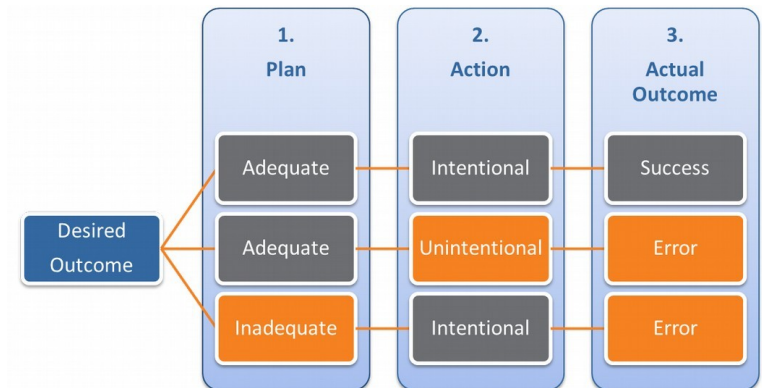 1.
Plan
2.
Action
3.
Actual
Outcome
Desired
Outcome
Adequate
Intentional
Success
Adequate
Unintentional
Error
Inadequate
Intentional
Error